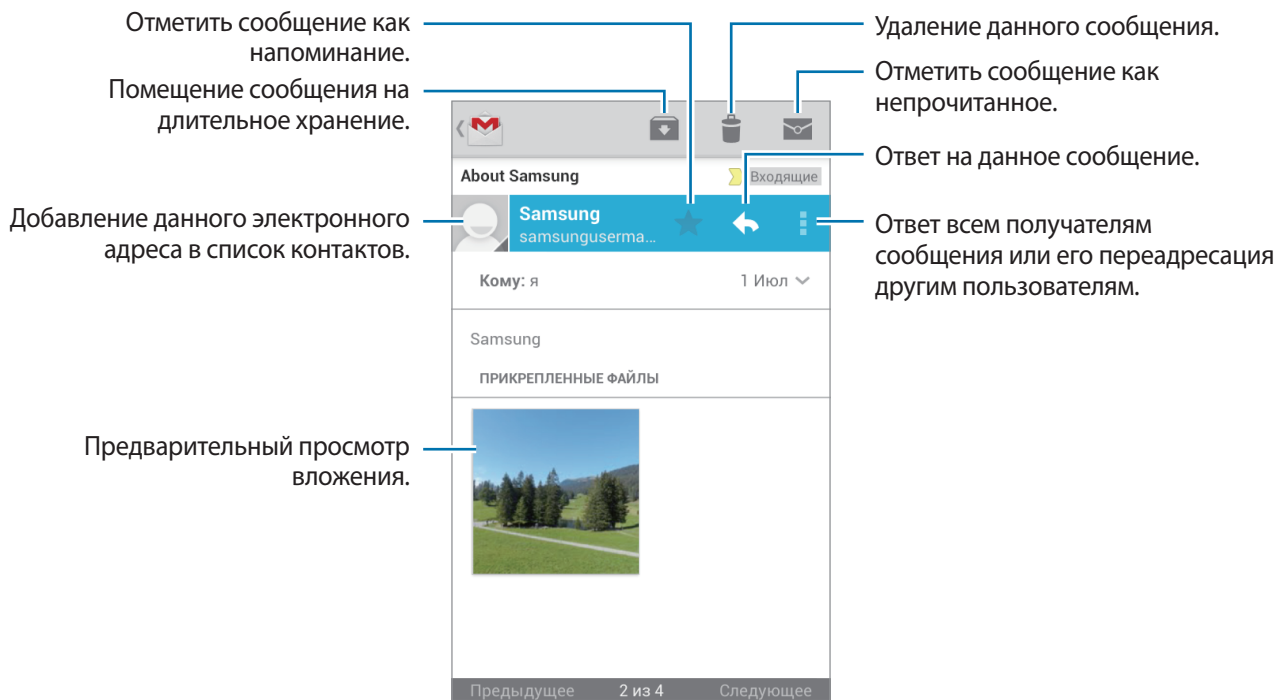 Отметить сообщение как
напоминание.
Помещение сообщения на
длительное хранение.
Добавление данного электронного
адреса в список контактов.
Предварительный просмотр
вложения.
About Samsung
Входящие
Samsung
samsunguserma...
Кому: я
1 Июл
Samsung
ПРИКРЕПЛЕННЫЕ ФАЙЛЫ
Предыдущее
2 из 4
Следующее
Удаление данного сообщения.
Отметить сообщение как
непрочитанное.
Ответ на данное сообщение.
Ответ всем получателям
сообщения или его переадресация
другим пользователям.